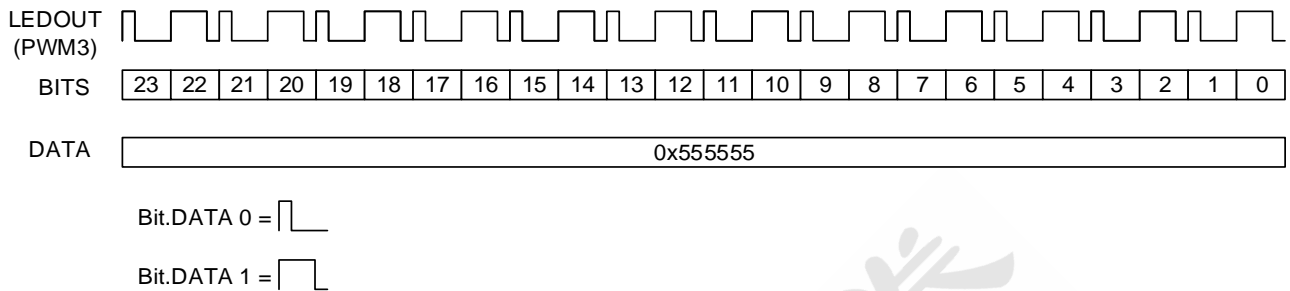 LEDOUT
(PWM3)
BITS 23 22 21 20 19 18 17 16 15 14 13 12 11 10 9 8 7 6 5 4 3 2 1 0
DATA 0x555555
Bit.DATA 0 =
Bit.DATA 1 =